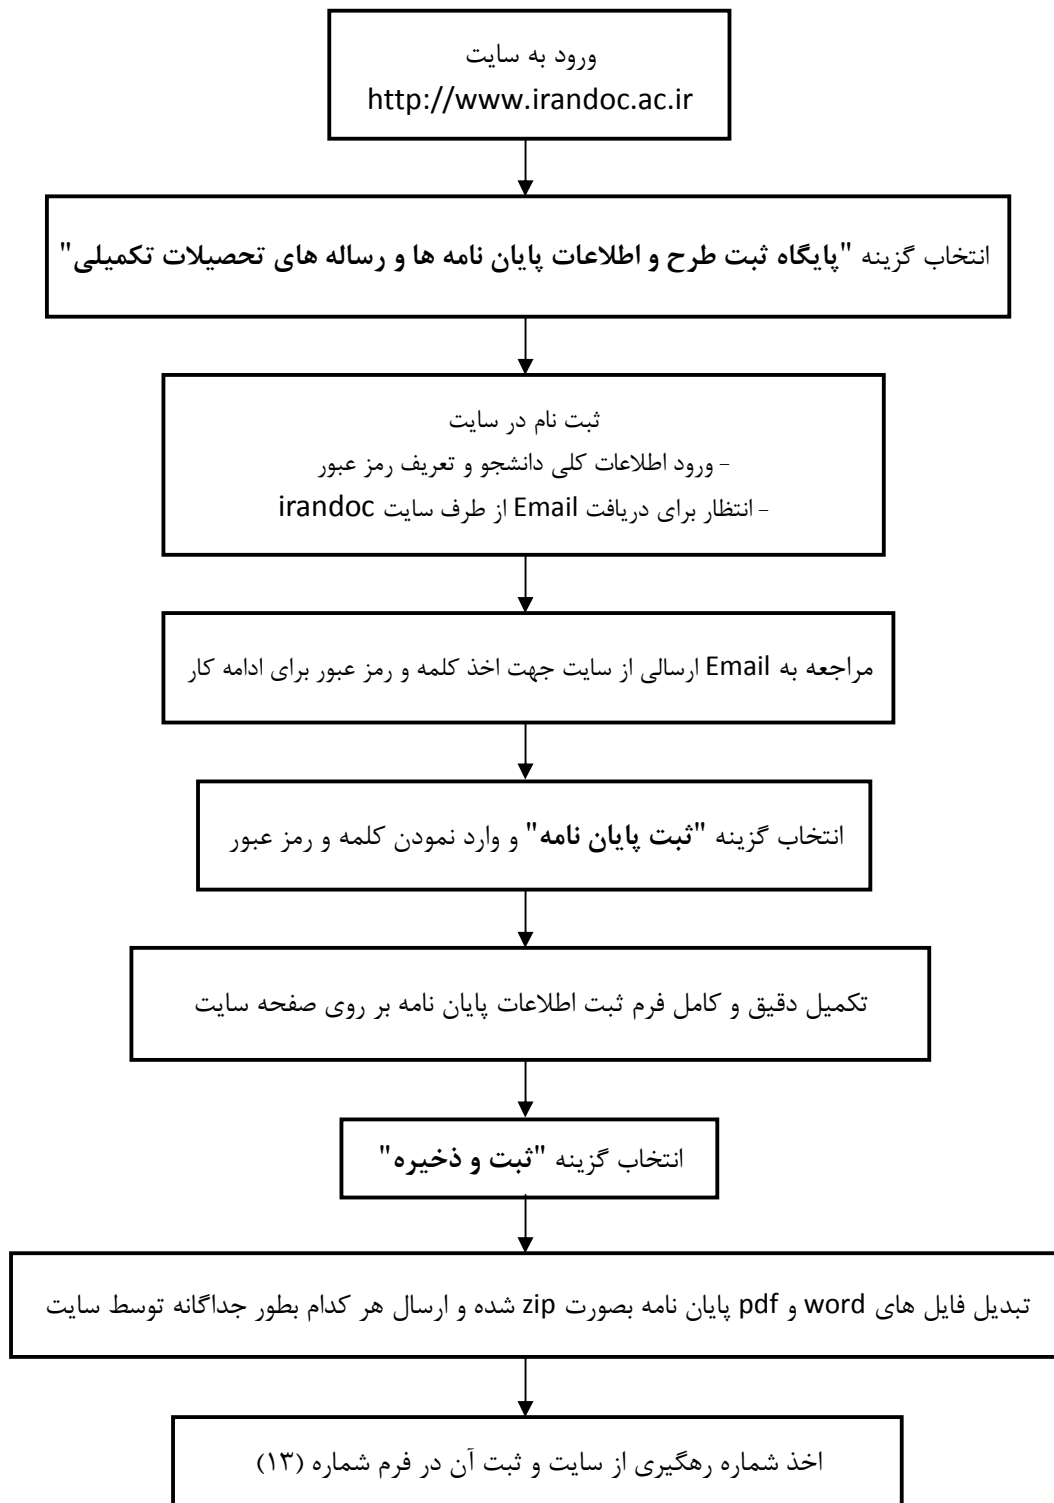 ورود به سایت
http://www.irandoc.ac.ir
انتخاب گزینه "پایگاه ثبت طرح و اطلاعات پایان نامه ها و رساله های تحصیلات تکمیلی"
ثبت نام در سایت
- ورود اطلاعات کلی دانشجو و تعریف رمز عبور
- انتظار برای دریافت Email از طرف سایت irandoc
مراجعه به Email ارسالی از سایت جهت اخذ کلمه و رمز عبور برای ادامه کار
انتخاب گزینه "ثبت پایان نامه" و وارد نمودن کلمه و رمز عبور
تکمیل دقیق و کامل فرم ثبت اطلاعات پایان نامه بر روی صفحه سایت
انتخاب گزینه "ثبت و ذخیره"
تبدیل فایل های word و pdf پایان نامه بصورت zip شده و ارسال هر کدام بطور جداگانه توسط سایت
اخذ شماره رهگیری از سایت و ثبت آن در فرم شماره (۱۳)